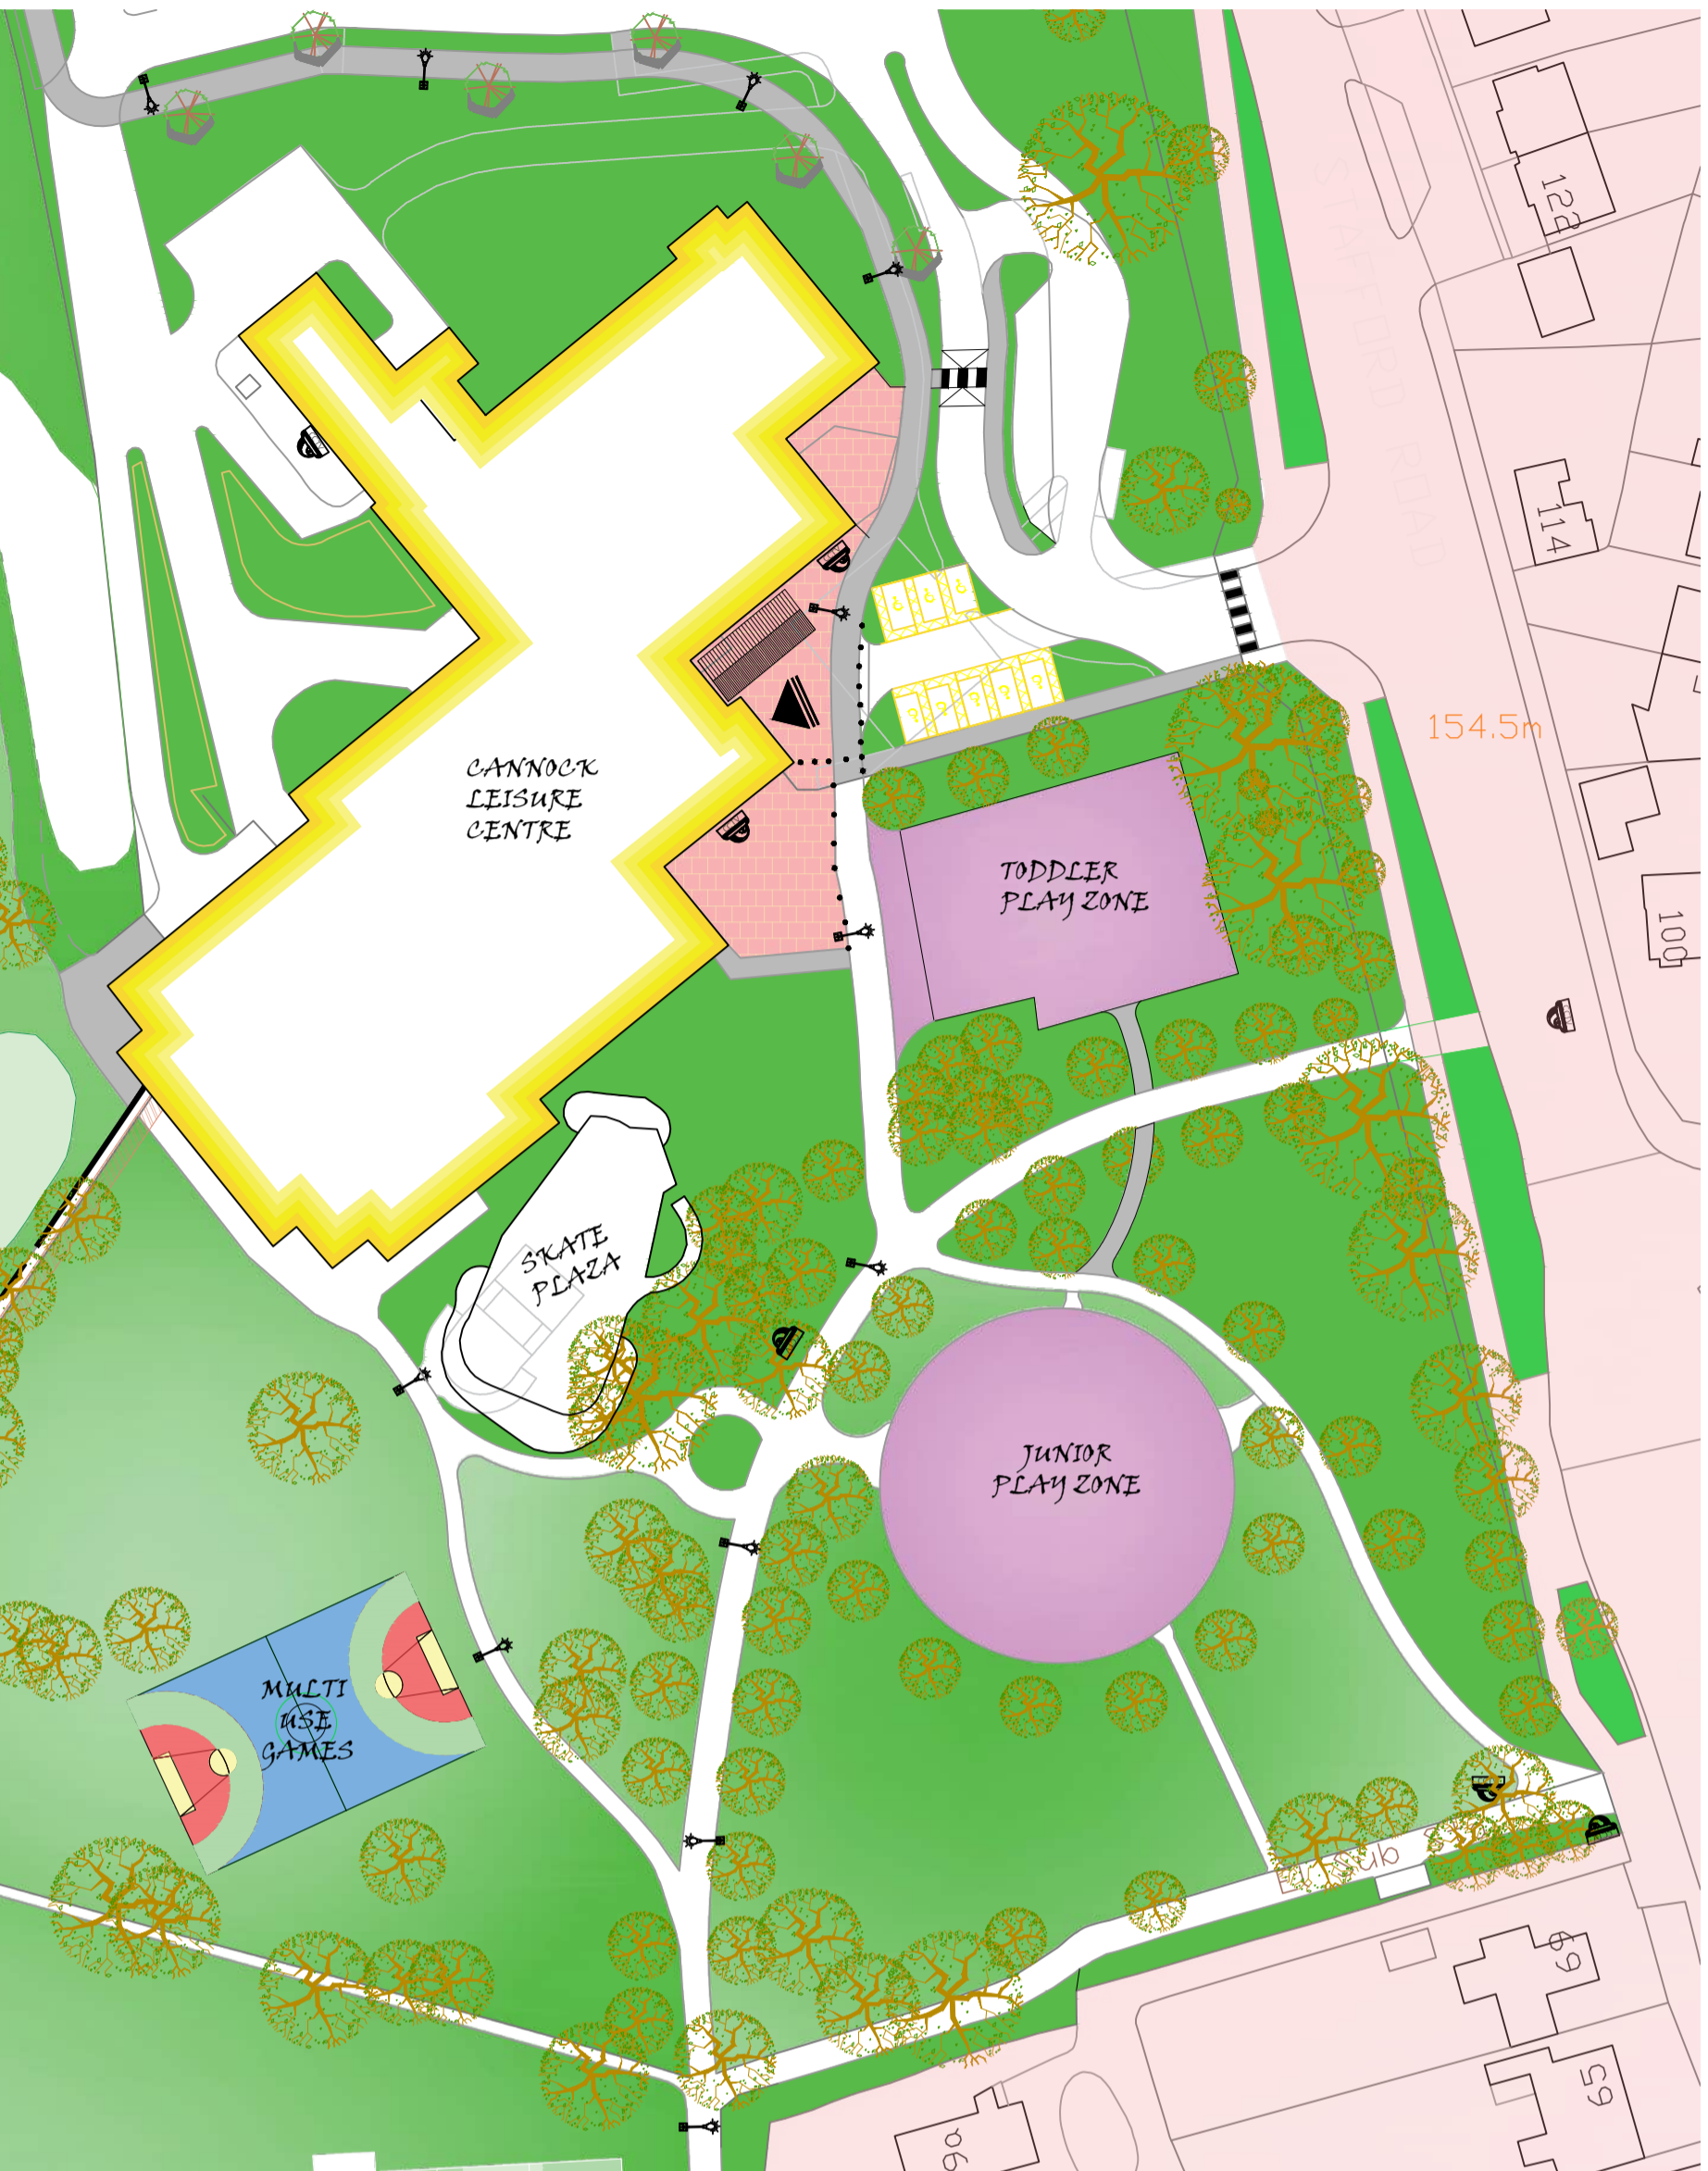 STAFFORD ROAD
122
114
154.5m
100
CANNOCK
LEISURE
CENTRE
TODDLER
PLAY ZONE
SKATE
PLAZA
JUNIOR
PLAY ZONE
MULTI
USE
GAMES
69
65